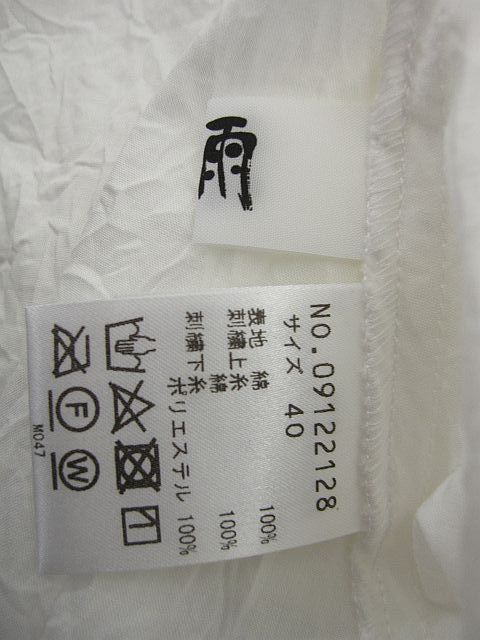 雨
NO.09122128
サイズ 40
表地 綿 100%
刺繍上糸 綿 100%
刺繍下糸 ポリエステル 100%
F
W
M047